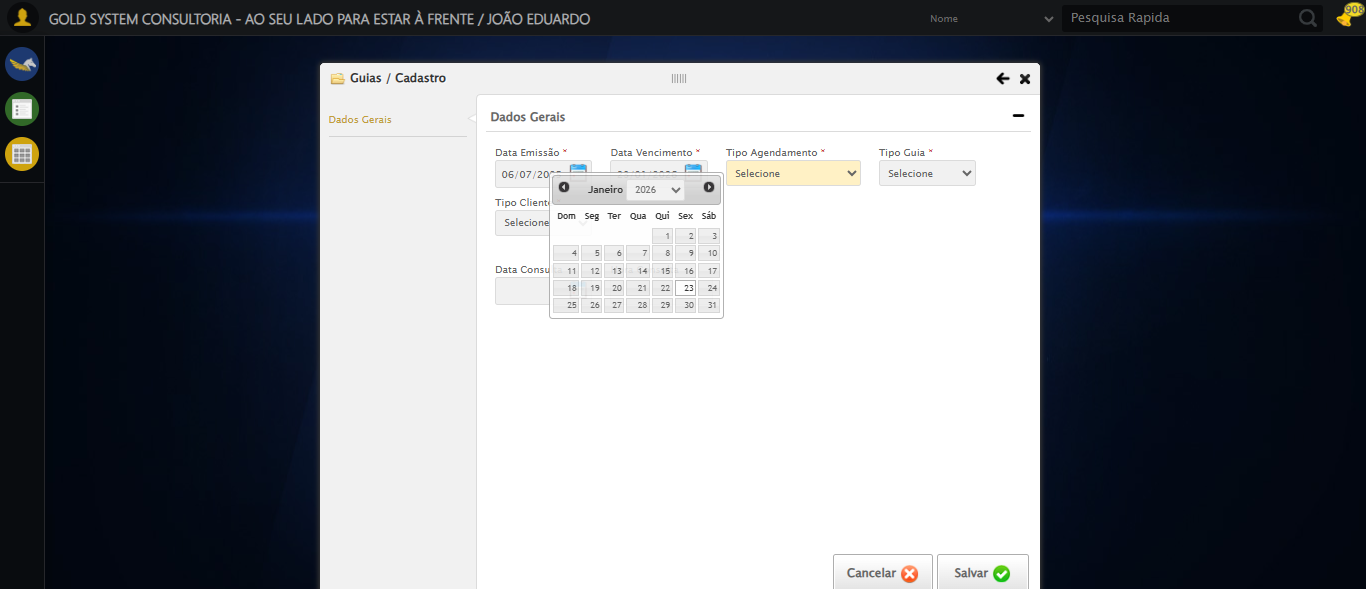 GOLD SYSTEM CONSULTORIA - AO SEU LADO PARA ESTAR À FRENTE / JOÃO EDUARDO
Nome
Pesquisa Rapida
908
Guias / Cadastro
Dados Gerais
Dados Gerais
Data Emissão *
Data Vencimento *
Tipo Agendamento *
Tipo Guia *
06/07/
Selecione
Selecione
Janeiro 2026
Tipo Cliente
Selecione
Dom Seg Ter Qua Qui Sex Sáb
1 2 3
4 5 6 7 8 9 10
11 12 13 14 15 16 17
18 19 20 21 22 23 24
25 26 27 28 29 30 31
Data Consu
Cancelar
Salvar